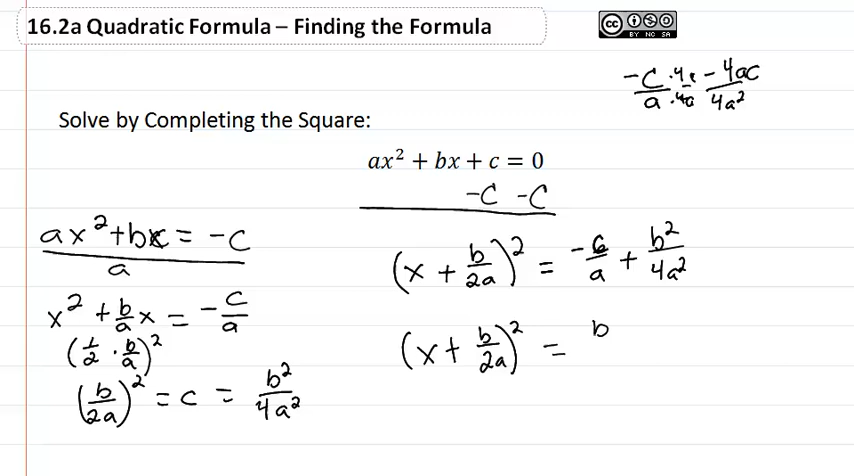 16.2a Quadratic Formula – Finding the Formula
cc BY NC SA
-c/a · 4a/4a - 4ac/4a²
Solve by Completing the Square:
ax² + bx + c = 0
-c -c
ax² + bx = -c
a
(x + b/2a)² = -c/a + b²/4a²
x² + b/a x = -c/a
(1/2 · b/a)²
(x + b/2a)² = b
(b/2a)² = c = b²/4a²